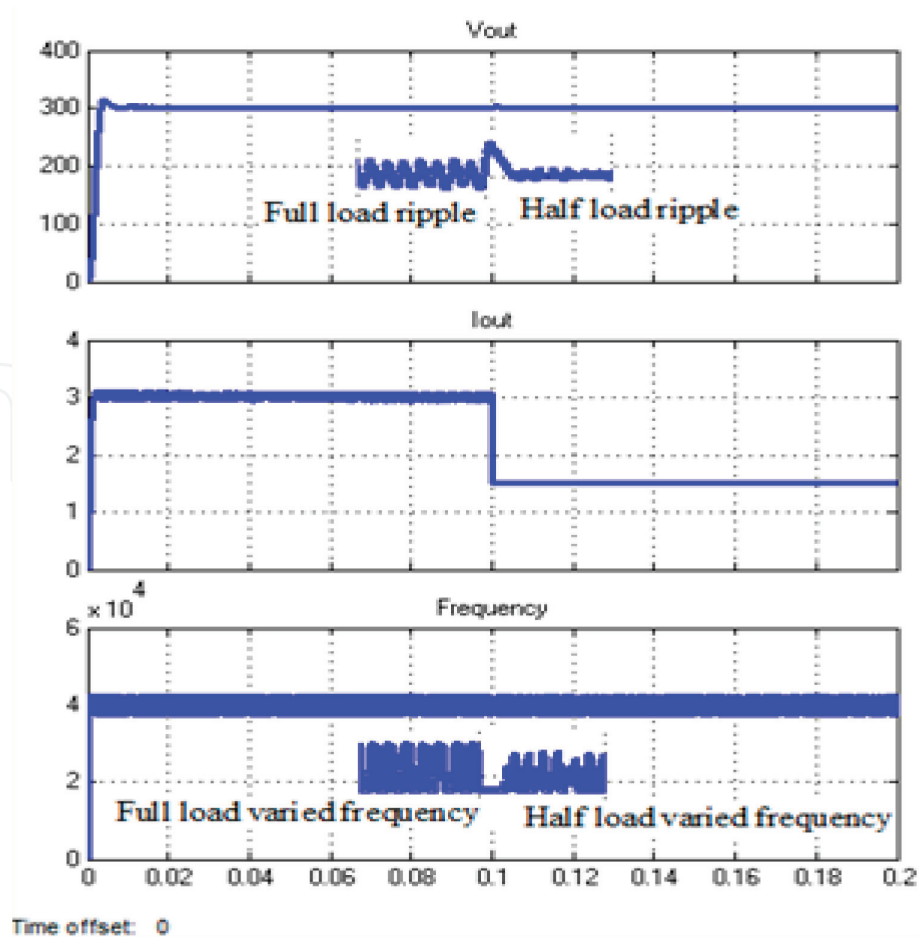 Vout
400
300
200
100
0
Full load ripple
Half load ripple
Iout
4
3
2
1
0
x 10^4
Frequency
6
4
2
0
Full load varied frequency
Half load varied frequency
0 0.02 0.04 0.06 0.08 0.1 0.12 0.14 0.16 0.18 0.2
Time offset: 0